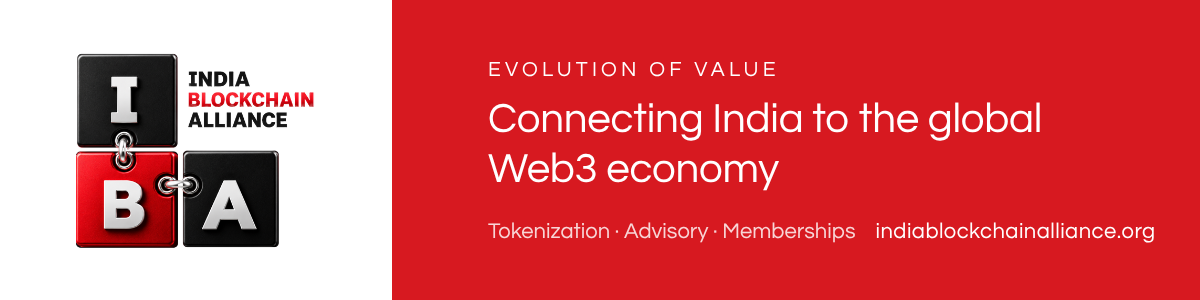 I
B A
INDIA
BLOCKCHAIN
ALLIANCE
EVOLUTION OF VALUE
Connecting India to the global
Web3 economy
Tokenization · Advisory · Memberships indiablockchainalliance.org